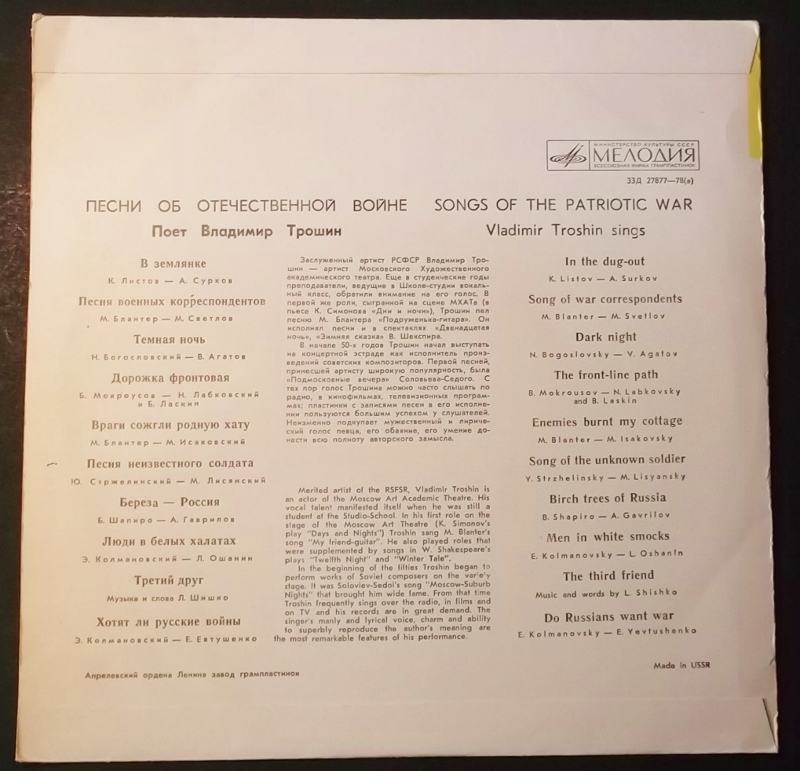 МИНИСТЕРСТВО КУЛЬТУРЫ СССР
МЕЛОДИЯ
ВСЕСОЮЗНАЯ ФИРМА ГРАМПЛАСТИНОК
33Д 27877—78(а)
ПЕСНИ ОБ ОТЕЧЕСТВЕННОЙ ВОЙНЕ
Поет Владимир Трошин
SONGS OF THE PATRIOTIC WAR
Vladimir Troshin sings
В землянке
К. Листов — А. Сурков
Песня военных корреспондентов
М. Блантер — М. Светлов
Темная ночь
Н. Богословский — В. Агатов
Дорожка фронтовая
Б. Мокроусов — Н. Лабковский
и Б. Ласкин
Враги сожгли родную хату
М. Блантер — М. Исаковский
Песня неизвестного солдата
Ю. Стржелинский — М. Лисянский
Береза — Россия
Б. Шапиро — А. Гаврилов
Люди в белых халатах
Э. Колмановский — Л. Ошанин
Третий друг
Музыка и слова Л. Шишко
Хотят ли русские войны
Э. Колмановский — Е. Евтушенко
Заслуженный артист РСФСР Владимир Тро-
шин — артист Московского Художественного
академического театра. Еще в студенческие годы
преподаватели, ведущие в Школе-студии вокаль-
ный класс, обратили внимание на его голос. В
первой же роли, сыгранной на сцене МХАТа (в
пьесе К. Симонова «Дни и ночи»), Трошин пел
песню М. Блантера «Подруженька-гитара». Он
исполнял песни и в спектаклях «Двенадцатая
ночь», «Зимняя сказка» В. Шекспира.
В начале 50-х годов Трошин начал выступать
на концертной эстраде как исполнитель произ-
ведений советских композиторов. Первой песней,
принесшей артисту широкую популярность, была
«Подмосковные вечера» Соловьева-Седого. С
тех пор голос Трошина можно часто слышать по
радио, в кинофильмах, телевизионных програм-
мах; пластинки с записями песен в его исполне-
нии пользуются большим успехом у слушателей.
Неизменно подкупает мужественный и лириче-
ский голос певца, его обаяние, его умение до-
нести всю полноту авторского замысла.
Merited artist of the RSFSR, Vladimir Troshin is
an actor of the Moscow Art Academic Theatre. His
vocal talent manifested itself when he was still a
student at the Studio-School. In his first role on the
stage of the Moscow Art Theatre (K. Simonov's
play "Days and Nights") Troshin sang M. Blanter's
song "My friend-guitar". He also played roles that
were supplemented by songs in W. Shakespeare's
plays "Twelfth Night" and "Winter Tale".
In the beginning of the fifties Troshin began to
perform works of Soviet composers on the variety
stage. It was Soloviev-Sedoi's song "Moscow-Suburb
Nights" that brought him wide fame. From that time
Troshin frequently sings over the radio, in films and
on TV and his records are in great demand. The
singer's manly and lyrical voice, charm and ability
to superbly reproduce the author's meaning are
the most remarkable features of his performance.
In the dug-out
K. Listov — A. Surkov
Song of war correspondents
M. Blanter — M. Svetlov
Dark night
N. Bogoslovsky — V. Agatov
The front-line path
B. Mokrousov — N. Labkovsky
and B. Laskin
Enemies burnt my cottage
M. Blanter — M. Isakovsky
Song of the unknown soldier
Y. Strzhelinsky — M. Lisyansky
Birch trees of Russia
B. Shapiro — A. Gavrilov
Men in white smocks
E. Kolmanovsky — L. Oshanin
The third friend
Music and words by L. Shishko
Do Russians want war
E. Kolmanovsky — E. Yevtushenko
Апрелевский ордена Ленина завод грампластинок
Made in USSR